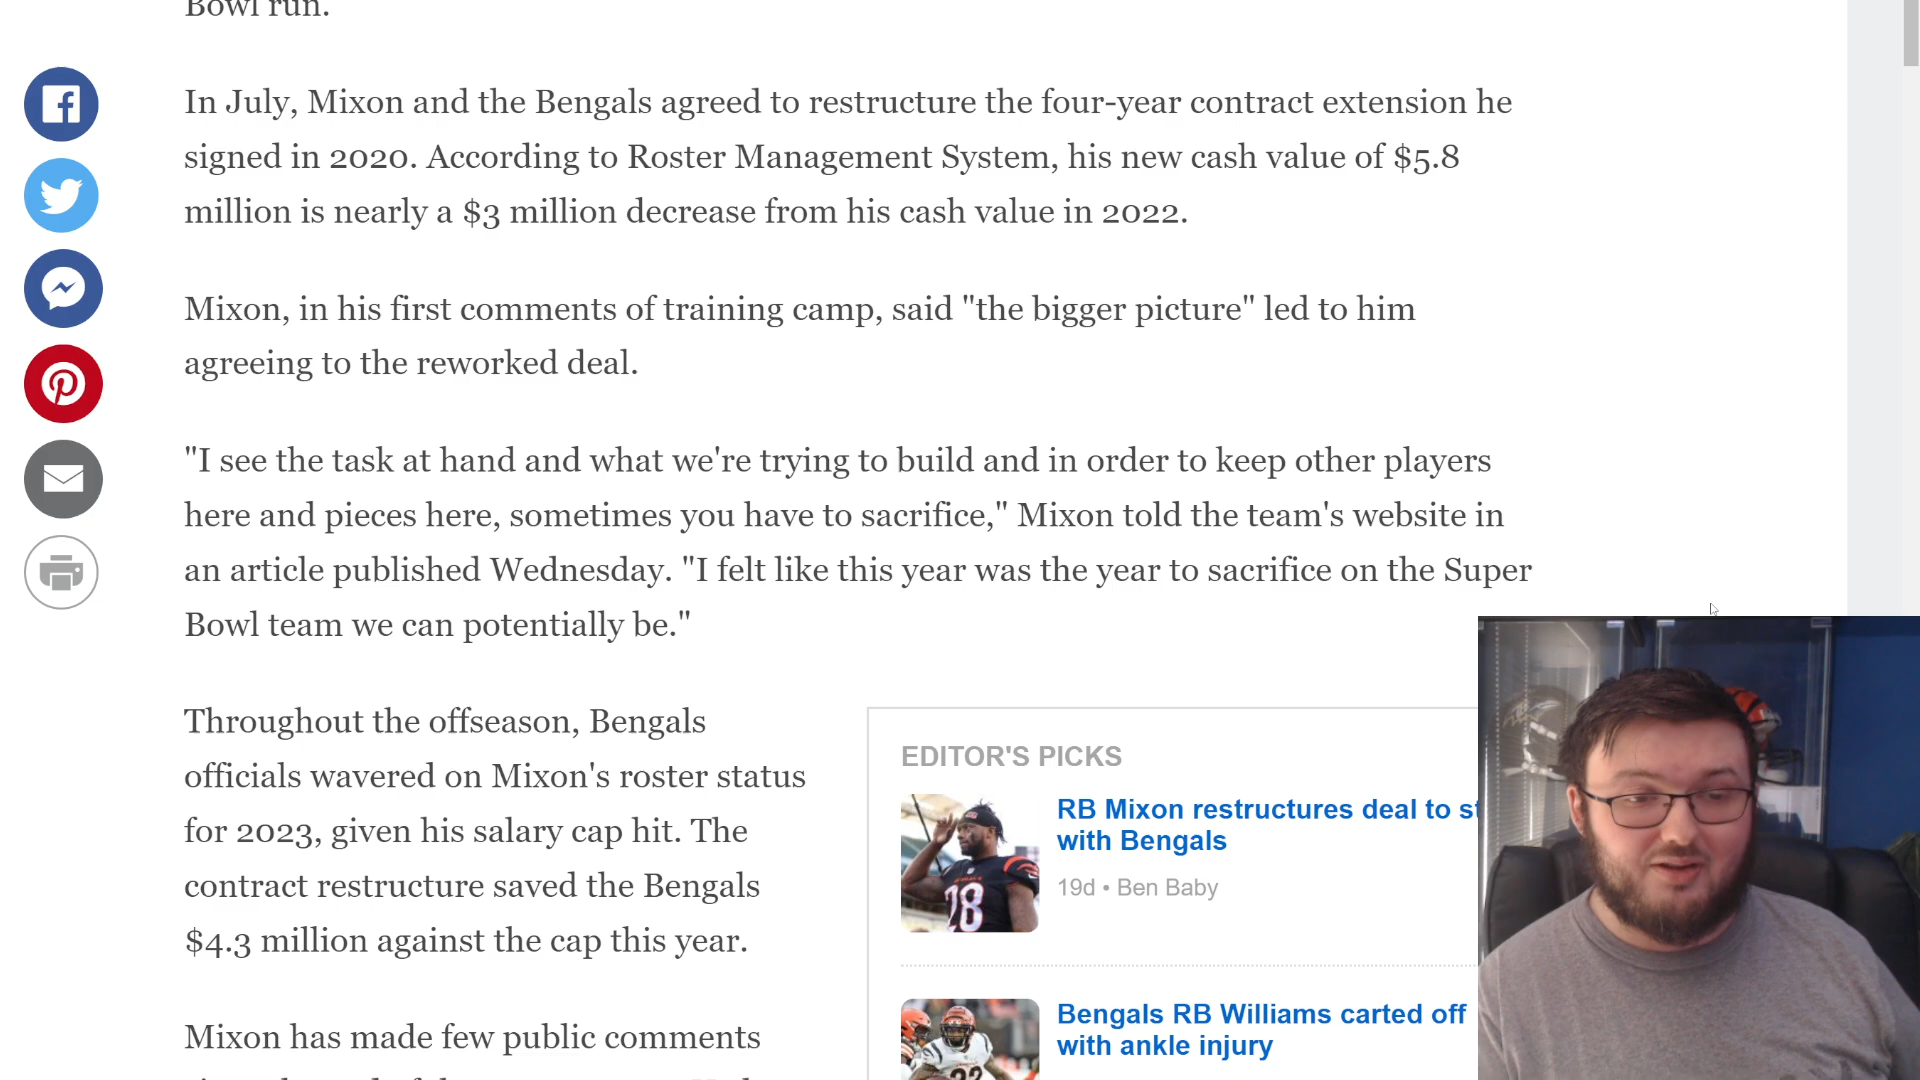 Bowl run.
In July, Mixon and the Bengals agreed to restructure the four-year contract extension he
signed in 2020. According to Roster Management System, his new cash value of $5.8
million is nearly a $3 million decrease from his cash value in 2022.
Mixon, in his first comments of training camp, said "the bigger picture" led to him
agreeing to the reworked deal.
"I see the task at hand and what we're trying to build and in order to keep other players
here and pieces here, sometimes you have to sacrifice," Mixon told the team's website in
an article published Wednesday. "I felt like this year was the year to sacrifice on the Super
Bowl team we can potentially be."
Throughout the offseason, Bengals
officials wavered on Mixon's roster status
for 2023, given his salary cap hit. The
contract restructure saved the Bengals
$4.3 million against the cap this year.
Mixon has made few public comments
EDITOR'S PICKS
RB Mixon restructures deal to st
with Bengals
19d • Ben Baby
28
Bengals RB Williams carted off
with ankle injury